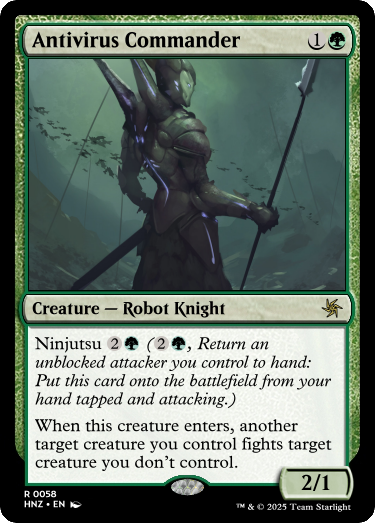 Antivirus Commander 1
Creature — Robot Knight
Ninjutsu 2 (2, Return an
unblocked attacker you control to hand:
Put this card onto the battlefield from your
hand tapped and attacking.)
When this creature enters, another
target creature you control fights target
creature you don't control.
2/1
R 0058
HNZ • EN
™ & © 2025 Team Starlight